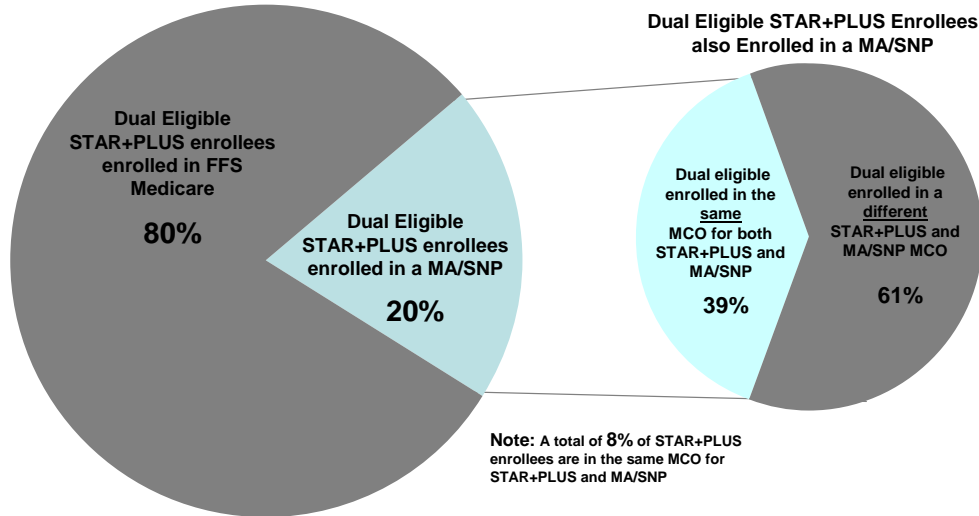 Dual Eligible STAR+PLUS Enrollees
also Enrolled in a MA/SNP
Dual Eligible
STAR+PLUS enrollees
enrolled in FFS
Medicare
80%
Dual Eligible
STAR+PLUS enrollees
enrolled in a MA/SNP
20%
Dual eligible
enrolled in the
same
MCO for both
STAR+PLUS and
MA/SNP
39%
Dual eligible
enrolled in a
different
STAR+PLUS and
MA/SNP MCO
61%
Note: A total of 8% of STAR+PLUS
enrollees are in the same MCO for
STAR+PLUS and MA/SNP